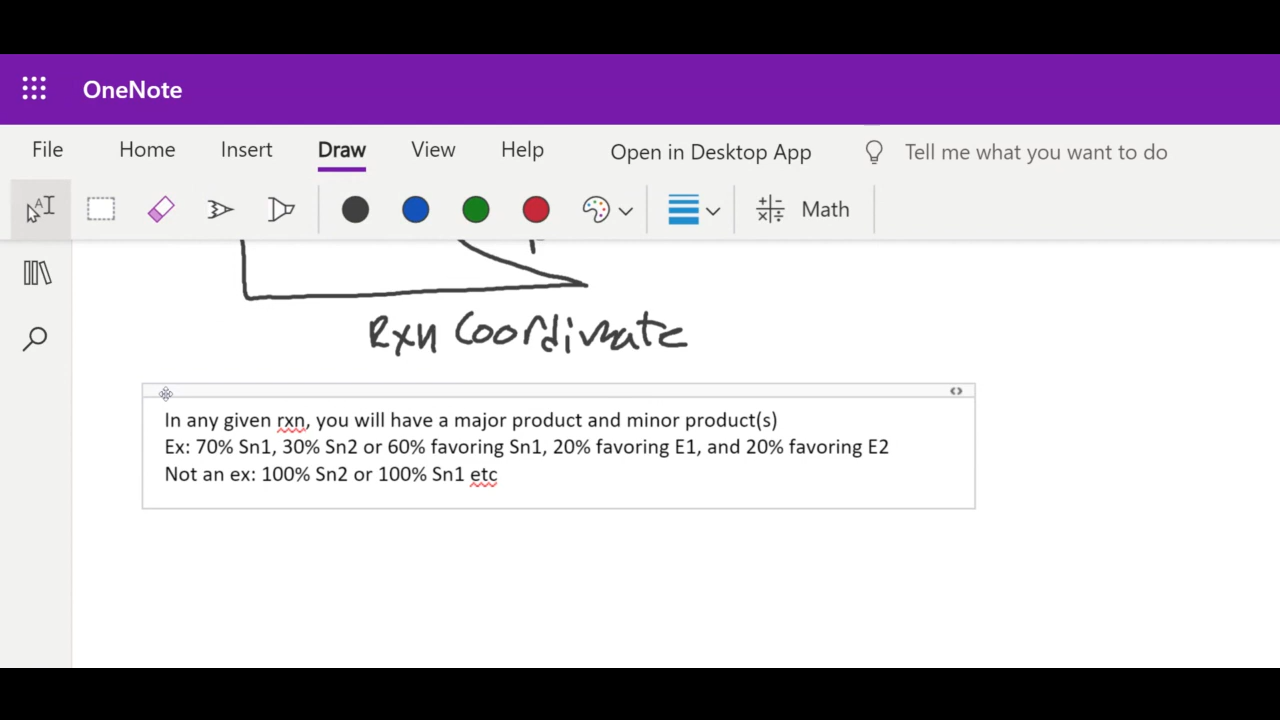 OneNote
File Home Insert Draw View Help Open in Desktop App Tell me what you want to do
Math
Rxn Coordinate
In any given rxn, you will have a major product and minor product(s)
Ex: 70% Sn1, 30% Sn2 or 60% favoring Sn1, 20% favoring E1, and 20% favoring E2
Not an ex: 100% Sn2 or 100% Sn1 etc